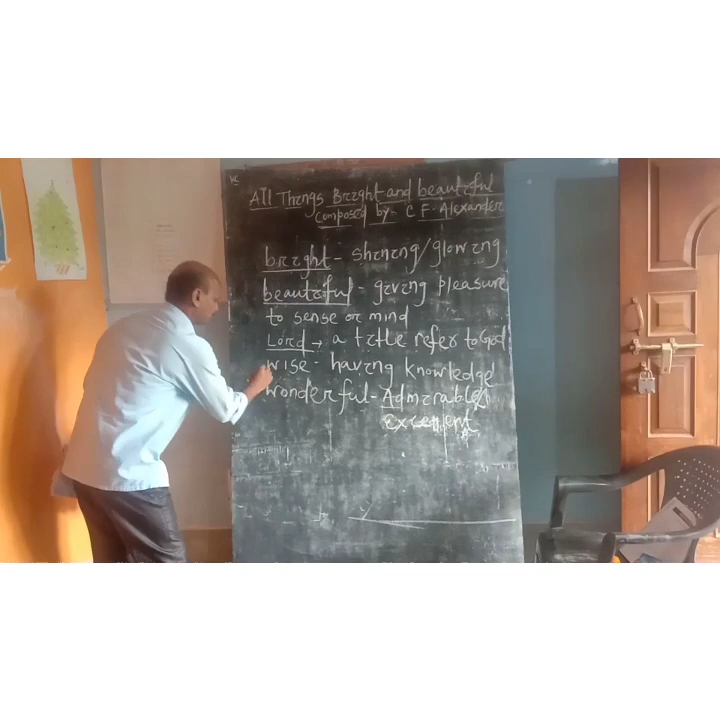 All Things Bright and beautiful
composed by - C F - Alexander
bright - shining/glowing
beautiful - giving pleasure
to sense or mind
Lord → a title refer to God
wise - having knowledge
wonderful - Admirable
Excellent